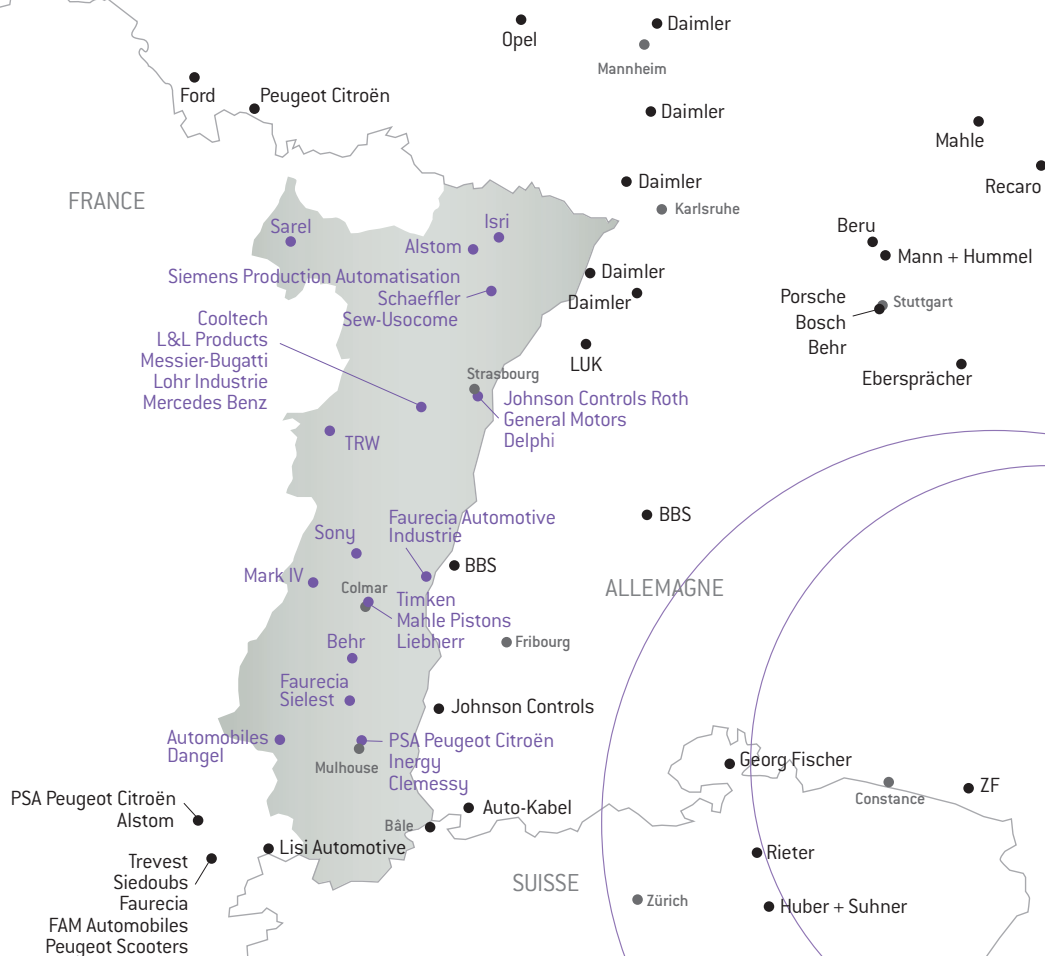 Opel
Daimler
Mannheim
Ford
Peugeot Citroën
Daimler
Mahle
Recaro
Daimler
Karlsruhe
FRANCE
Sarel
Isri
Alstom
Beru
Mann + Hummel
Siemens Production Automatisation
Schaeffler
Sew-Usocome
Daimler
Daimler
Porsche
Bosch
Behr
Stuttgart
Cooltech
L&L Products
Messier-Bugatti
Lohr Industrie
Mercedes Benz
LUK
Ebersprächer
Strasbourg
Johnson Controls Roth
General Motors
Delphi
TRW
Faurecia Automotive
Industrie
BBS
Sony
BBS
Mark IV
Colmar
ALLEMAGNE
Timken
Mahle Pistons
Liebherr
Behr
Fribourg
Faurecia
Sielest
Johnson Controls
Automobiles
Dangel
PSA Peugeot Citroën
Inergy
Clemessy
Mulhouse
Georg Fischer
Constance
ZF
PSA Peugeot Citroën
Alstom
Auto-Kabel
Bâle
Lisi Automotive
Rieter
Trevest
Siedoubs
Faurecia
FAM Automobiles
Peugeot Scooters
SUISSE
Zürich
Huber + Suhner